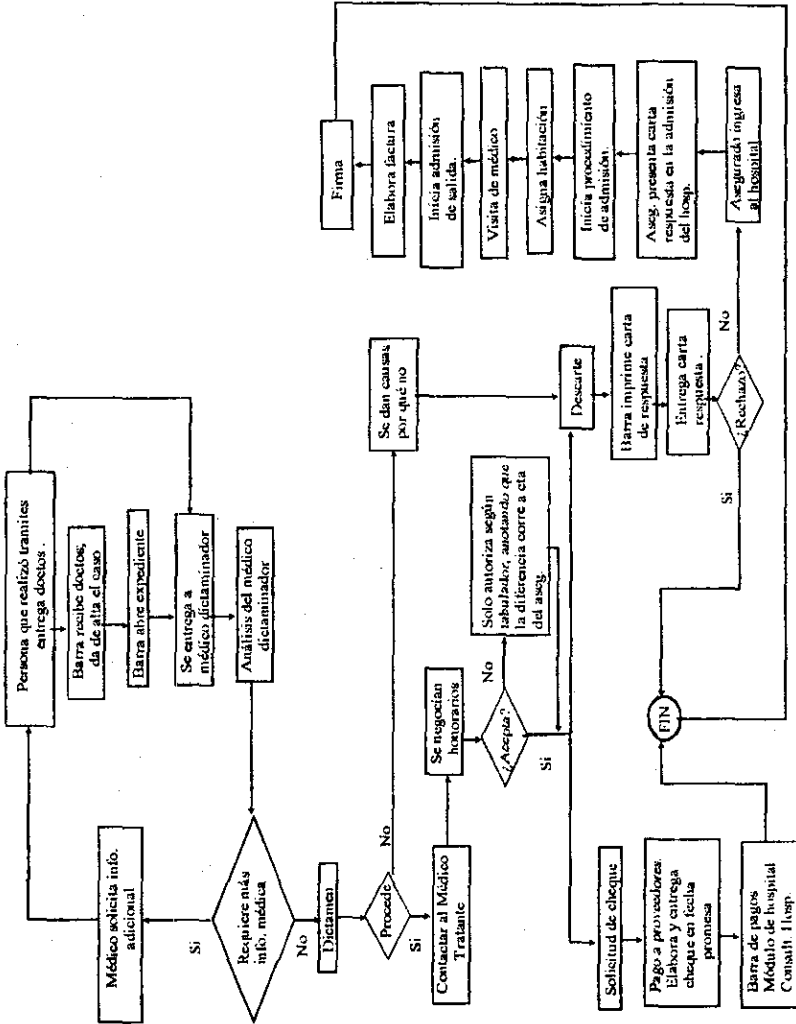 Persona que realizó tramites
entrega doctos.
Barra recibe doctos;
da de alta el caso
Barra abre expediente
Se entrega a
médico dictaminador
Análisis del médico
dictaminador
Médico solicita info.
adicional
Si
Requiere más
info. médica
No
Dictamen
Procede
No
Si
Se dan causas
por qué no
Contactar al Médico
Tratante
Se negocian
honorarios
¿Acepta?
No
Si
Solo autoriza según
tabulador, anotando que
la diferencia corre a cta
del aseg.
Solicitud de cheque
Pago a proveedores.
Elabora y entrega
cheque en fecha
promesa
Barra de pagos
Módulo de hospital
Consult. Hosp.
FIN
Descarte
Barra imprime carta
de respuesta
Entrega carta
respuesta.
¿Rechazo?
Si
No
Asegurado ingresa
al hospital
Aseg. presenta carta
respuesta en la admisión
del hosp.
Inicia procedimiento
de admisión.
Asigna habitación
Visita de médico
Inicia admisión
de salida.
Elabora factura
Firma